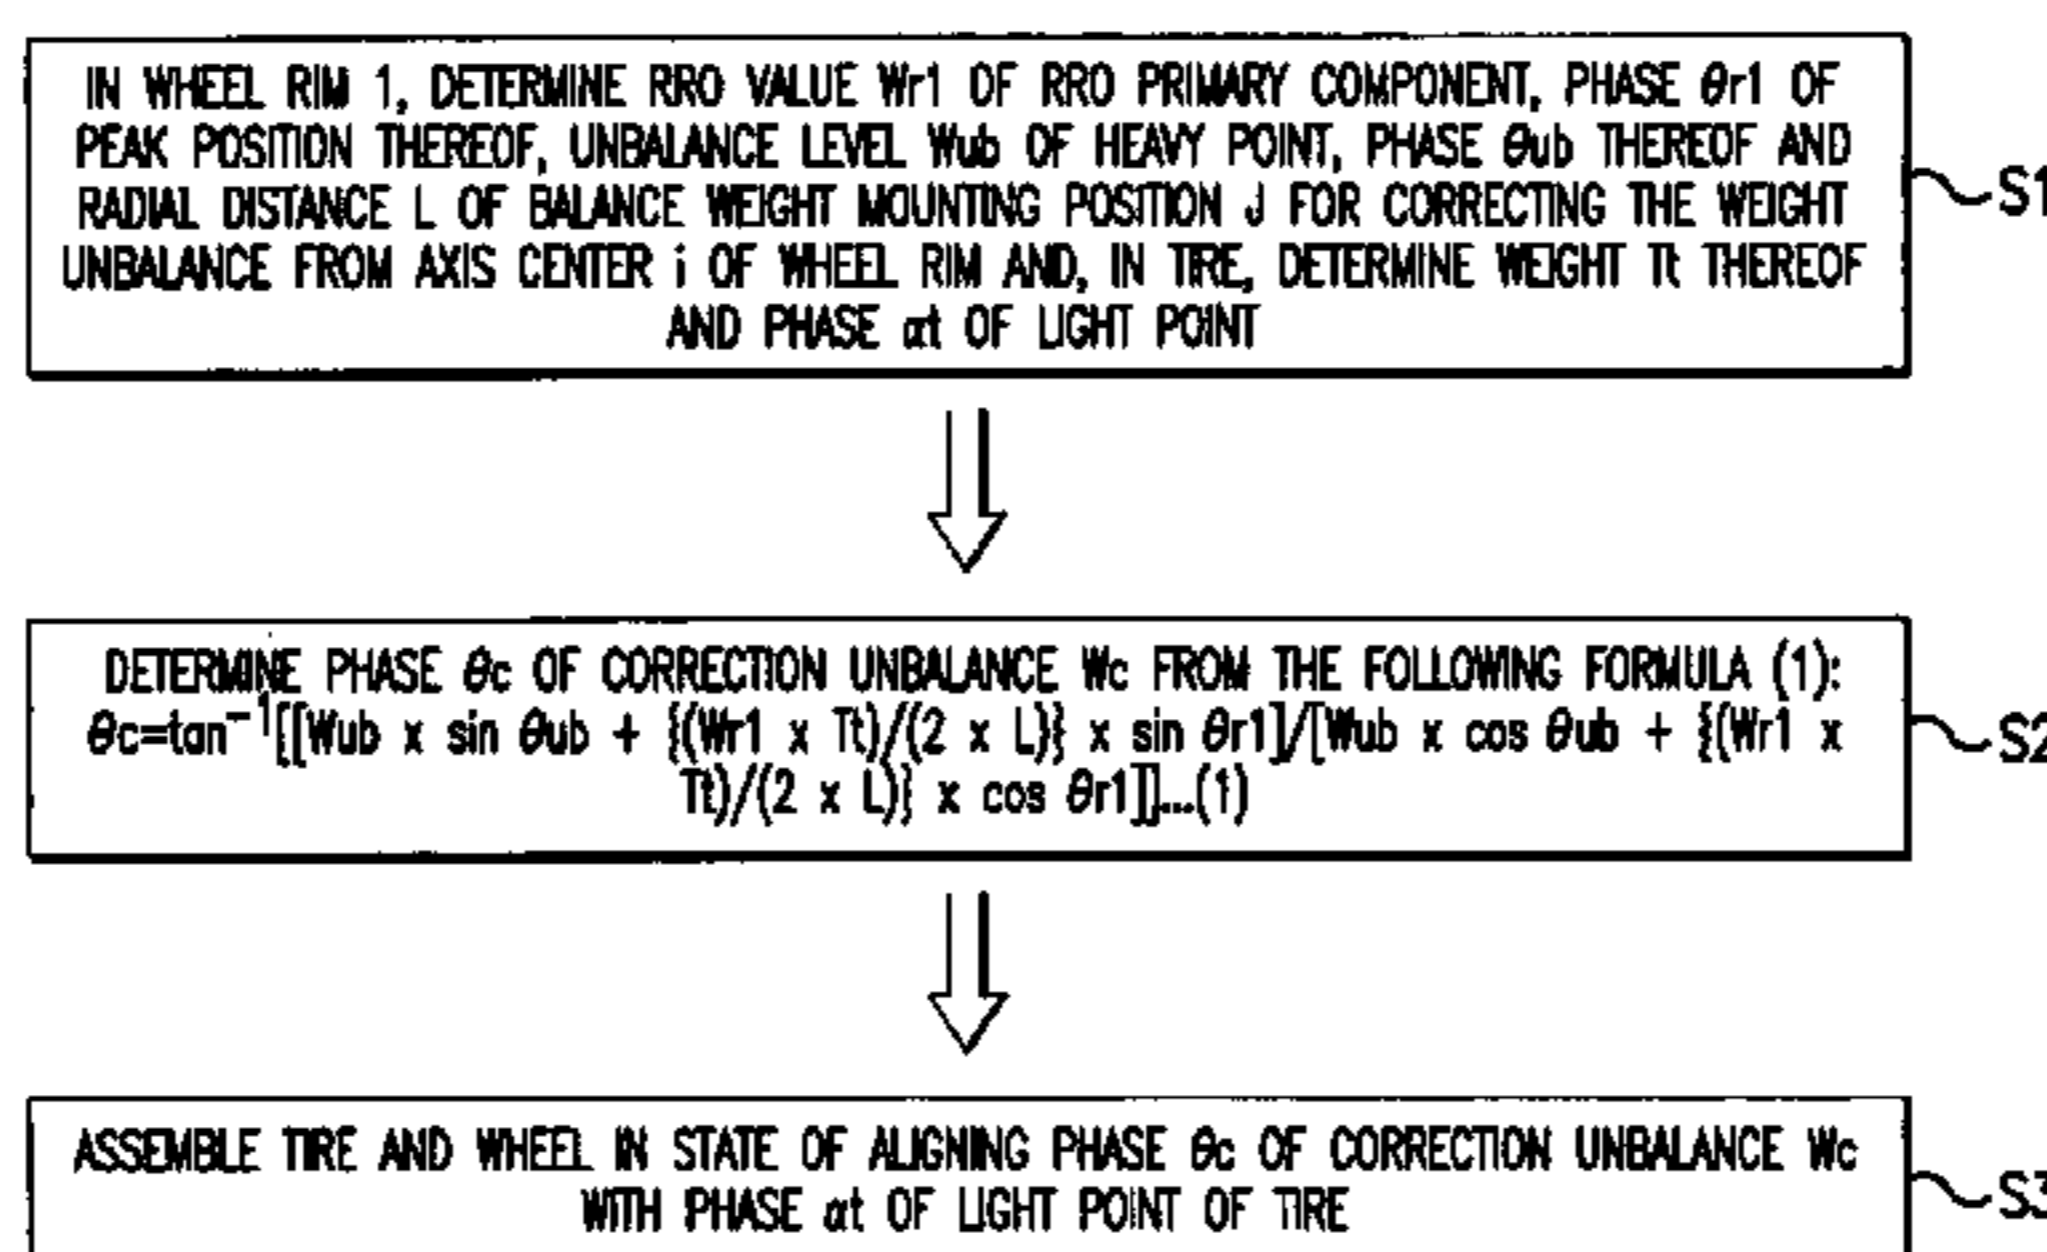 IN WHEEL RIM 1, DETERMINE RRO VALUE Wr1 OF RRO PRIMARY COMPONENT, PHASE θr1 OF
PEAK POSITION THEREOF, UNBALANCE LEVEL Wub OF HEAVY POINT, PHASE θub THEREOF AND
RADIAL DISTANCE L OF BALANCE WEIGHT MOUNTING POSITION J FOR CORRECTING THE WEIGHT
UNBALANCE FROM AXIS CENTER i OF WHEEL RIM AND, IN TIRE, DETERMINE WEIGHT Tt THEREOF
AND PHASE αt OF LIGHT POINT
S1
DETERMINE PHASE θc OF CORRECTION UNBALANCE Wc FROM THE FOLLOWING FORMULA (1):
θc=tan⁻¹[[Wub x sin θub + {(Wr1 x Tt)/(2 x L)} x sin θr1]/[Wub x cos θub + {(Wr1 x
Tt)/(2 x L)} x cos θr1]]...(1)
S2
ASSEMBLE TIRE AND WHEEL IN STATE OF ALIGNING PHASE θc OF CORRECTION UNBALANCE Wc
WITH PHASE αt OF LIGHT POINT OF TIRE
S3